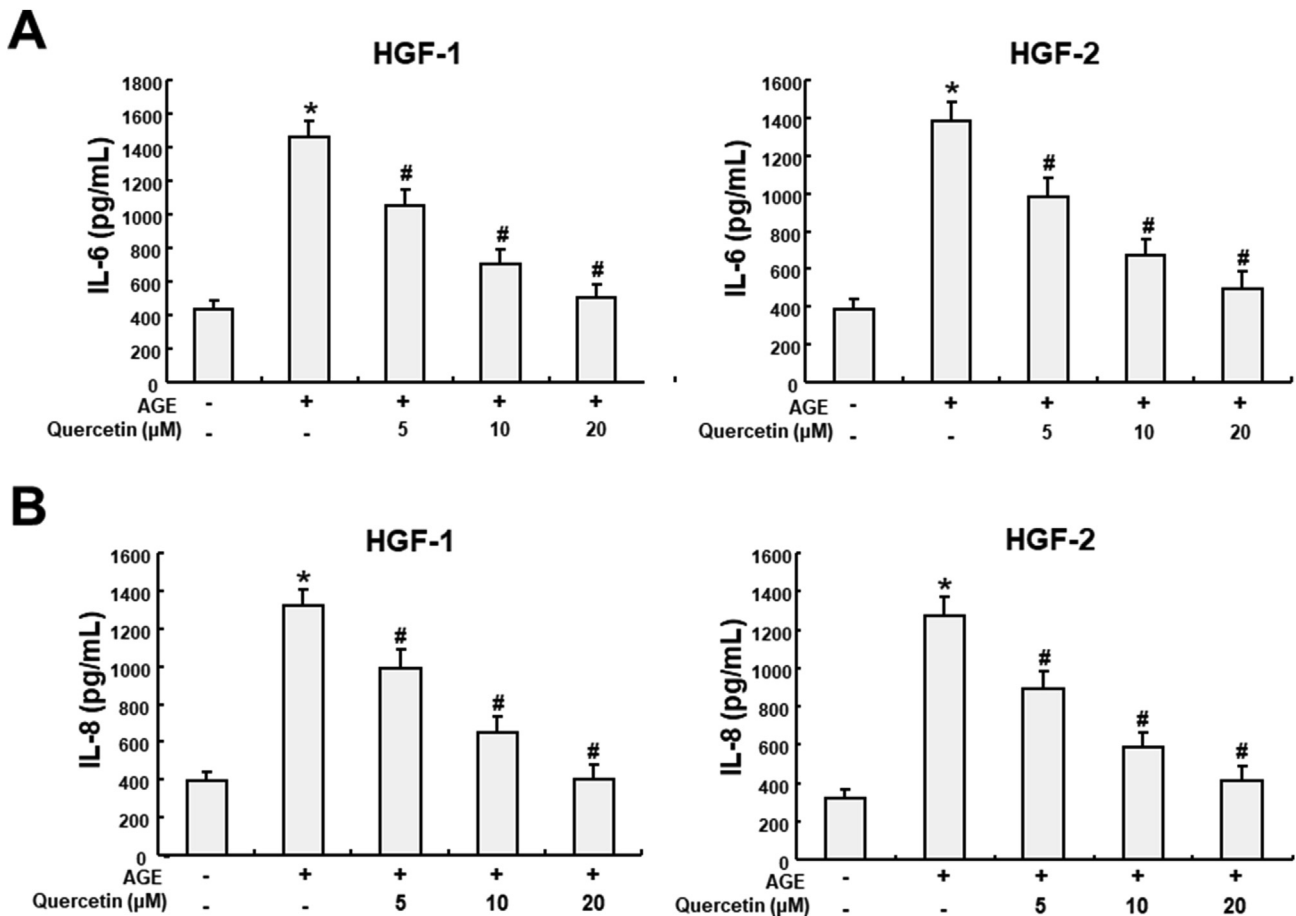 A
HGF-1
IL-6 (pg/mL)
1800
1600
1400
1200
1000
800
600
400
200
0
*
#
#
#
AGE - + + + +
Quercetin (μM) - - 5 10 20
HGF-2
IL-6 (pg/mL)
1600
1400
1200
1000
800
600
400
200
0
*
#
#
#
AGE - + + + +
Quercetin (μM) - - 5 10 20
B
HGF-1
IL-8 (pg/mL)
1600
1400
1200
1000
800
600
400
200
0
*
#
#
#
AGE - + + + +
Quercetin (μM) - - 5 10 20
HGF-2
IL-8 (pg/mL)
1600
1400
1200
1000
800
600
400
200
0
*
#
#
#
AGE - + + + +
Quercetin (μM) - - 5 10 20